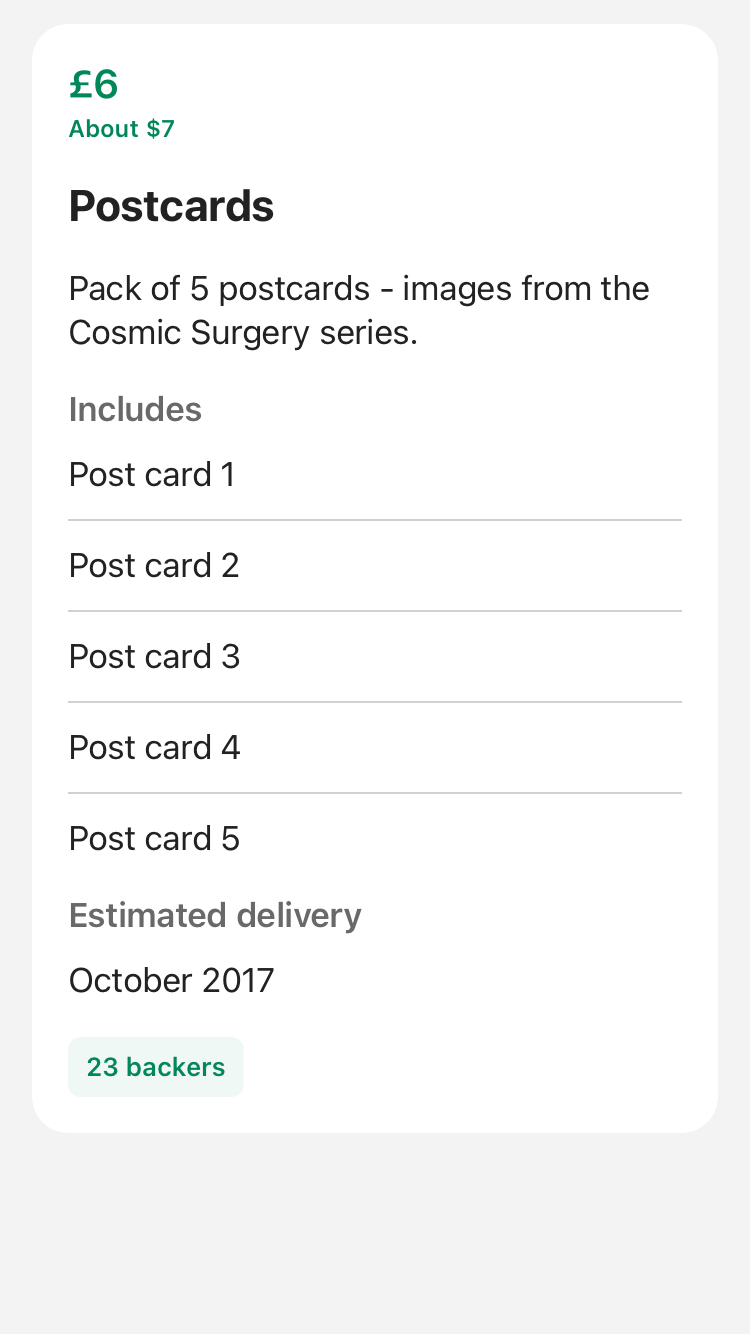 £6
About $7
Postcards
Pack of 5 postcards - images from the
Cosmic Surgery series.
Includes
Post card 1
Post card 2
Post card 3
Post card 4
Post card 5
Estimated delivery
October 2017
23 backers